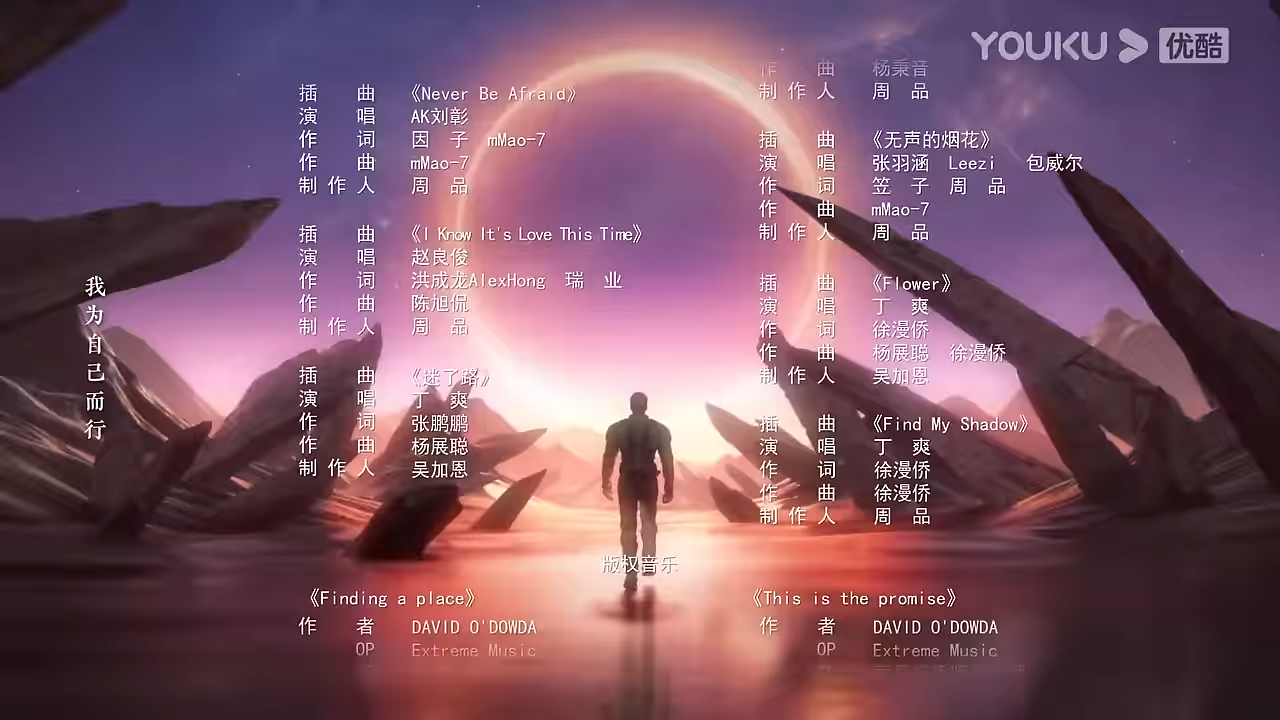 YOUKU 优酷
我为自己而行
插曲 《Never Be Afraid》
演唱 AK刘彰
作词 因子 mMao-7
作曲 mMao-7
制作人 周品
插曲 《I Know It's Love This Time》
演唱 赵良俊
作词 洪成龙AlexHong 瑞业
作曲 陈旭侃
制作人 周品
插曲 《迷了路》
演唱 丁爽
作词 张鹏鹏
作曲 杨展聪
制作人 吴加恩
作曲 杨秉音
制作人 周品
插曲 《无声的烟花》
演唱 张羽涵 Leezi 包威尔
作词 笠子 周品
作曲 mMao-7
制作人 周品
插曲 《Flower》
演唱 丁爽
作词 徐漫侨
作曲 杨展聪 徐漫侨
制作人 吴加恩
插曲 《Find My Shadow》
演唱 丁爽
作词 徐漫侨
作曲 徐漫侨
制作人 周品
版权音乐
《Finding a place》
作者 DAVID O'DOWDA
OP Extreme Music
《This is the promise》
作者 DAVID O'DOWDA
OP Extreme Music